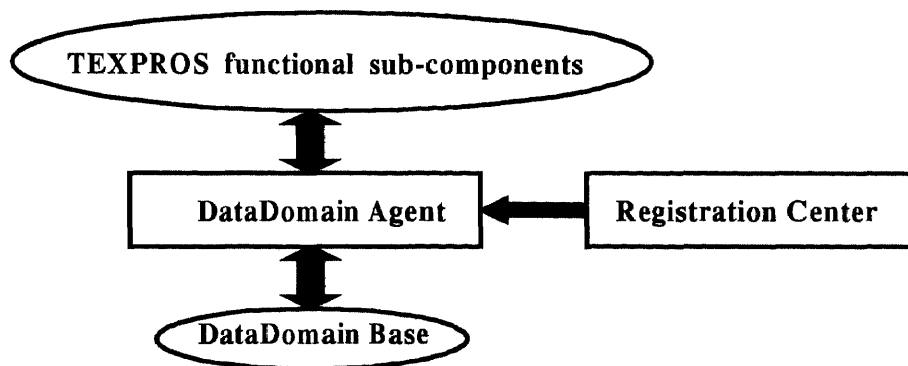 TEXPROS functional sub-components
DataDomain Agent
Registration Center
DataDomain Base